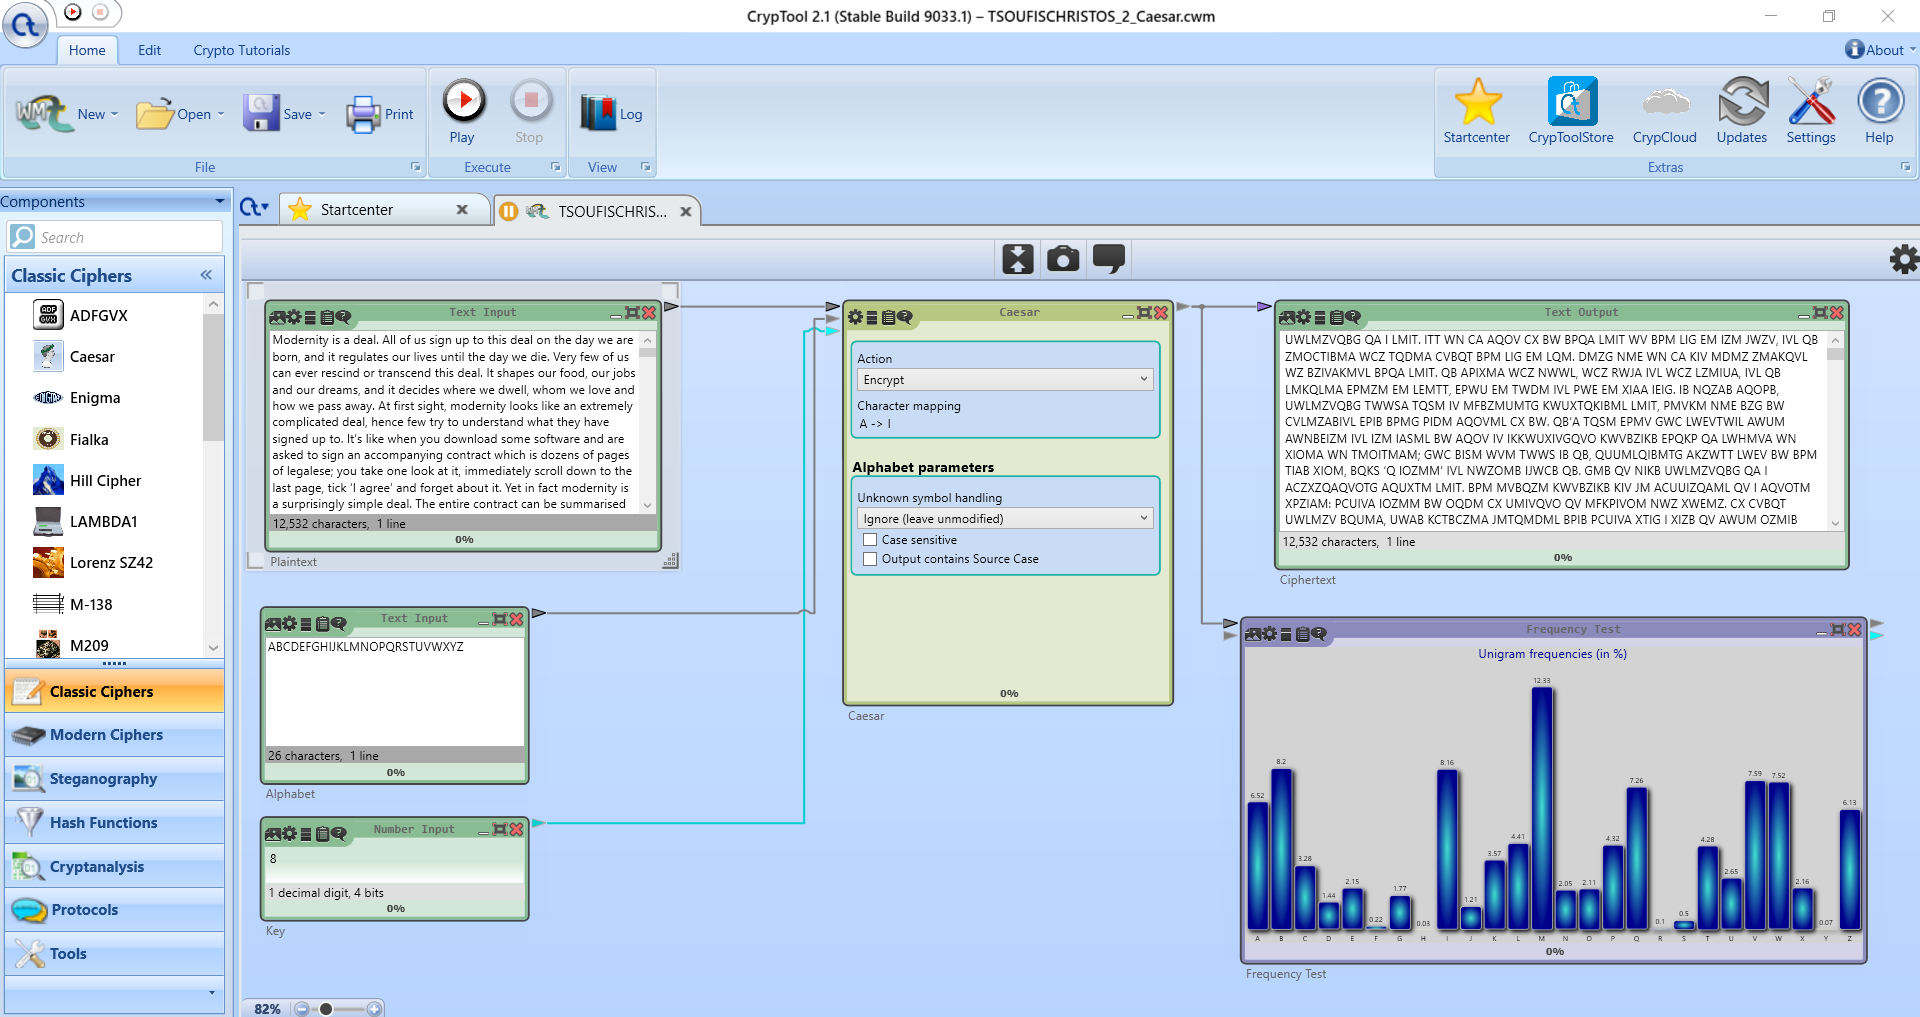 CrypTool 2.1 (Stable Build 9033.1) – TSOUFISCHRISTOS_2_Caesar.cwm
Home Edit Crypto Tutorials About
New Open Save Print Play Stop Log Startcenter CrypToolStore CrypCloud Updates Settings Help
File Execute View Extras
Components
Search
Classic Ciphers
ADFGVX
Caesar
Enigma
Fialka
Hill Cipher
LAMBDA1
Lorenz SZ42
M-138
M209
Classic Ciphers
Modern Ciphers
Steganography
Hash Functions
Cryptanalysis
Protocols
Tools
Startcenter TSOUFISCHRIS...
Text Input
Modernity is a deal. All of us sign up to this deal on the day we are
born, and it regulates our lives until the day we die. Very few of us
can ever rescind or transcend this deal. It shapes our food, our jobs
and our dreams, and it decides where we dwell, whom we love and
how we pass away. At first sight, modernity looks like an extremely
complicated deal, hence few try to understand what they have
signed up to. It’s like when you download some software and are
asked to sign an accompanying contract which is dozens of pages
of legalese; you take one look at it, immediately scroll down to the
last page, tick ‘I agree’ and forget about it. Yet in fact modernity is
a surprisingly simple deal. The entire contract can be summarised
12,532 characters, 1 line
0%
Plaintext
Text Input
ABCDEFGHIJKLMNOPQRSTUVWXYZ
26 characters, 1 line
0%
Alphabet
Number Input
8
1 decimal digit, 4 bits
0%
Key
Caesar
Action
Encrypt
Character mapping
A -> I
Alphabet parameters
Unknown symbol handling
Ignore (leave unmodified)
Case sensitive
Output contains Source Case
0%
Caesar
Text Output
UWLMZVQBG QA I LMIT. ITT WN CA AQOV CX BW BPQA LMIT WV BPM LIG EM IZM JWZV, IVL QB
ZMOCTIBMA WCZ TQDMA CVBQT BPM LIG EM LQM. DMZG NME WN CA KIV MDMZ ZMAKQVL
WZ BZIVAKMVL BPQA LMIT. QB APIXMA WCZ NWWL, WCZ RWJA IVL WCZ LZMIUA, IVL QB
LMKQLMA EPMZM EM LEMTT, EPWU EM TWDM IVL PWE EM XIAA IEIG. IB NQZAB AQOPB,
UWLMZVQBG TWWSA TQSM IV MFBZMUMTG KWUXTQKIBML LMIT, PMVKM NME BZG BW
CVLMZABIVL EPIB BPMG PIDM AQOVML CX BW. QB’A TQSM EPMV GWC LWEVTWIL AWUM
AWNBEIZM IVL IZM IASML BW AQOV IV IKKWUXIVGQVO KWVBZIKB EPQKP QA LWHMVA WN
XIOMA WN TMOITMAM; GWC BISM WVM TWWS IB QB, QUUMLQIBMTG AKZWTT LWEV BW BPM
TIAB XIOM, BQKS ‘Q IOZMM’ IVL NWZOMB IJWCB QB. GMB QV NIKB UWLMZVQBG QA I
ACZXZQAQVOTG AQUXTM LMIT. BPM MVBQZM KWVBZIKB KIV JM ACUUIZQAML QV I AQVOTM
XPZIAM: PCUIVA IOZMM BW OQDM CX UMIVQVO QV MFKPIVOM NWZ XWEMZ. CX CVBQT
UWLMZV BQUMA, UWAB KCTBCZMA JMTQMDML BPIB PCUIVA XTIG I XIZB QV AWUM OZMIB
12,532 characters, 1 line
0%
Ciphertext
Frequency Test
Unigram frequencies (in %)
6.52 8.2 3.28 1.44 2.15 0.22 1.77 0.03 8.16 1.21 3.57 4.41 12.33 2.05 2.11 4.32 7.26 0.1 0.5 4.28 2.65 7.59 7.52 2.16 0.07 6.13
A B C D E F G H I J K L M N O P Q R S T U V W X Y Z
0%
Frequency Test
82%